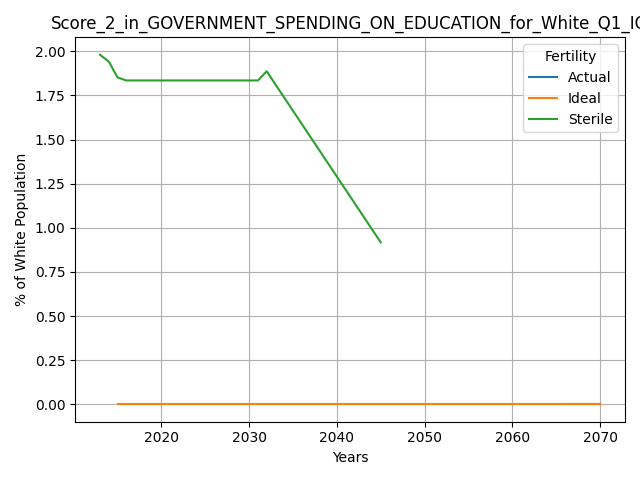 Score_2_in_GOVERNMENT_SPENDING_ON_EDUCATION_for_White_Q1_IC
Fertility
Actual
Ideal
Sterile
% of White Population
2.00
1.75
1.50
1.25
1.00
0.75
0.50
0.25
0.00
2020 2030 2040 2050 2060 2070
Years